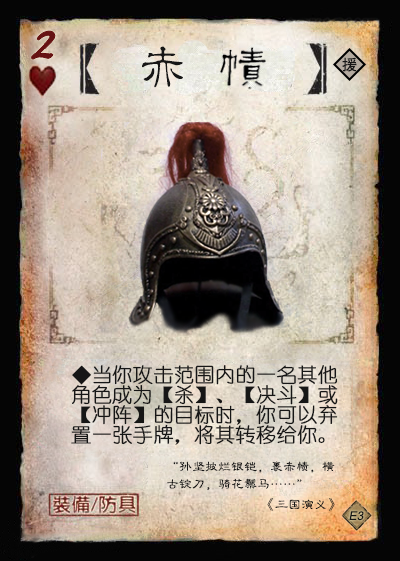 2
赤 幘
援
◆当你攻击范围内的一名其他
角色成为【杀】、【决斗】或
【冲阵】的目标时，你可以弃
置一张手牌，将其转移给你。
“孙坚披烂银铠，裹赤帻，横
古锭刀，骑花鬃马……”
《三国演义》
裝備/防具
E3